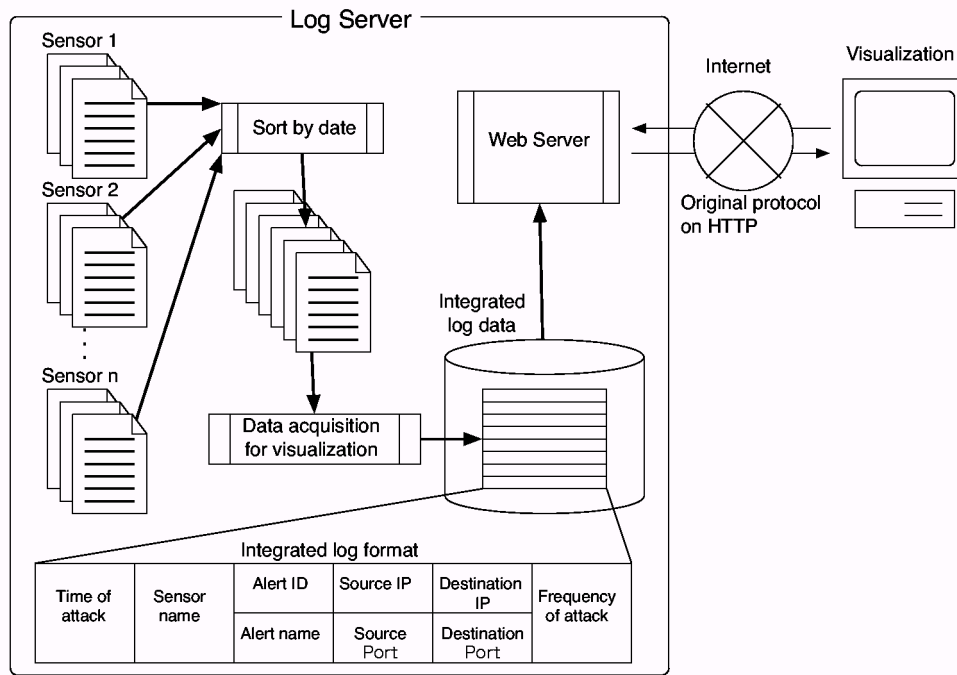 Log Server
Sensor 1
Sort by date
Sensor 2
Sensor n
Data acquisition
for visualization
Integrated
log data
Web Server
Internet
Original protocol
on HTTP
Visualization
Integrated log format
Time of
attack
Sensor
name
Alert ID
Alert name
Source IP
Source
Port
Destination
IP
Destination
Port
Frequency
of attack